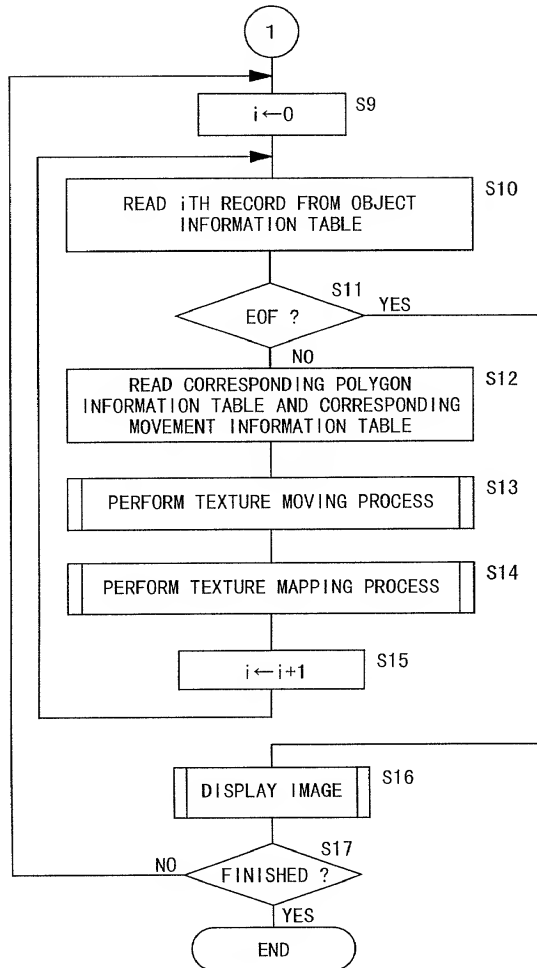 1
i←0
S9
READ iTH RECORD FROM OBJECT
INFORMATION TABLE
S10
S11
EOF ?
YES
NO
READ CORRESPONDING POLYGON
INFORMATION TABLE AND CORRESPONDING
MOVEMENT INFORMATION TABLE
S12
PERFORM TEXTURE MOVING PROCESS
S13
PERFORM TEXTURE MAPPING PROCESS
S14
i←i+1
S15
DISPLAY IMAGE
S16
S17
NO
FINISHED ?
YES
END